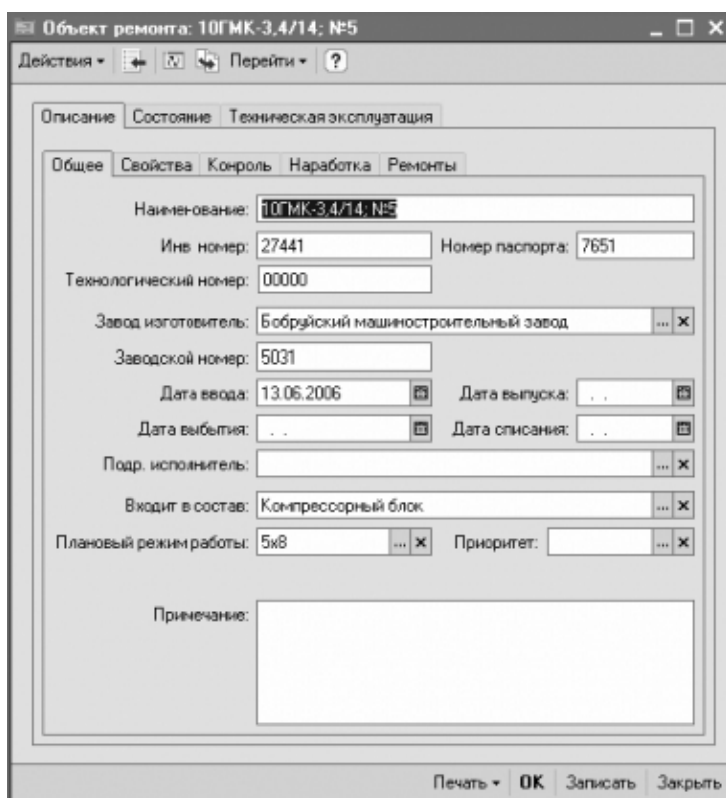 Объект ремонта: 10ГМК-3,4/14; №5
Действия Перейти ?
Описание Состояние Техническая эксплуатация
Общее Свойства Конроль Наработка Ремонты
Наименование: 10ГМК-3,4/14; №5
Инв номер: 27441 Номер паспорта: 7651
Технологический номер: 00000
Завод изготовитель: Бобруйский машиностроительный завод ... x
Заводской номер: 5031
Дата ввода: 13.06.2006 Дата выпуска: . .
Дата выбытия: . . Дата списания: . .
Подр. исполнитель: ... x
Входит в состав: Компрессорный блок ... x
Плановый режим работы: 5x8 ... x Приоритет: ... x
Примечание:
Печать OK Записать Закрыть